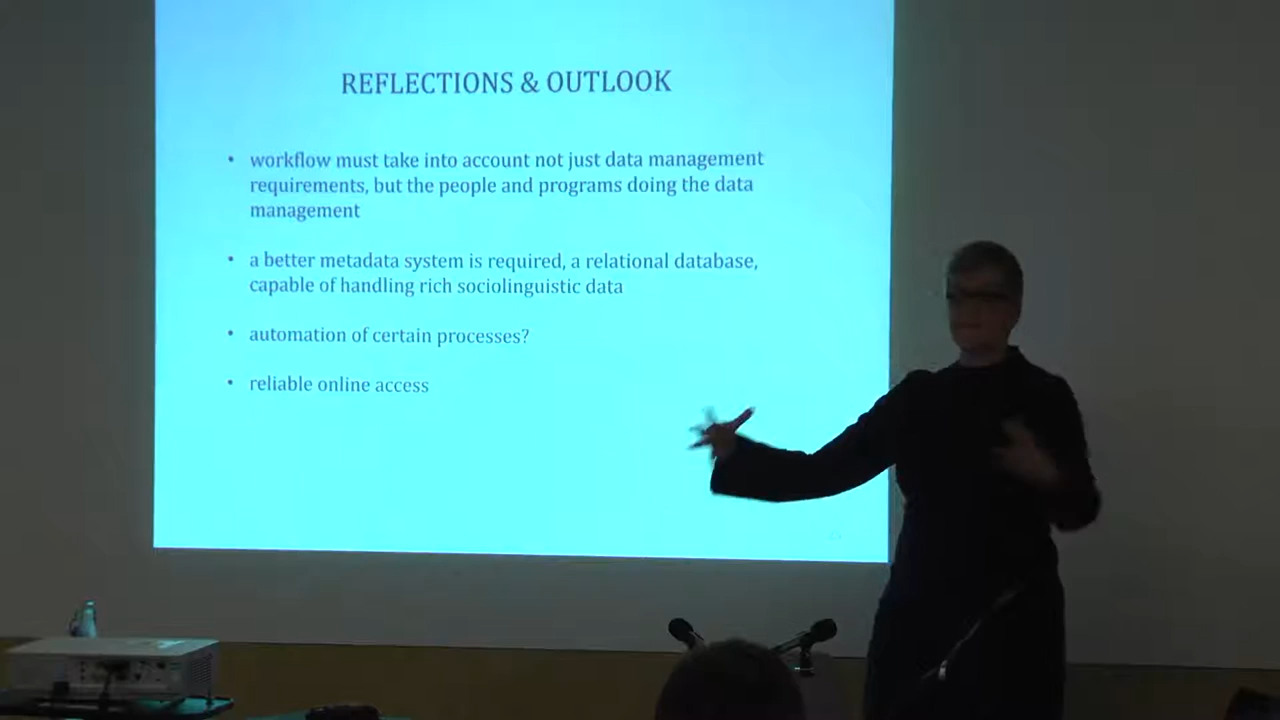 REFLECTIONS & OUTLOOK
• workflow must take into account not just data management
requirements, but the people and programs doing the data
management
• a better metadata system is required, a relational database,
capable of handling rich sociolinguistic data
• automation of certain processes?
• reliable online access